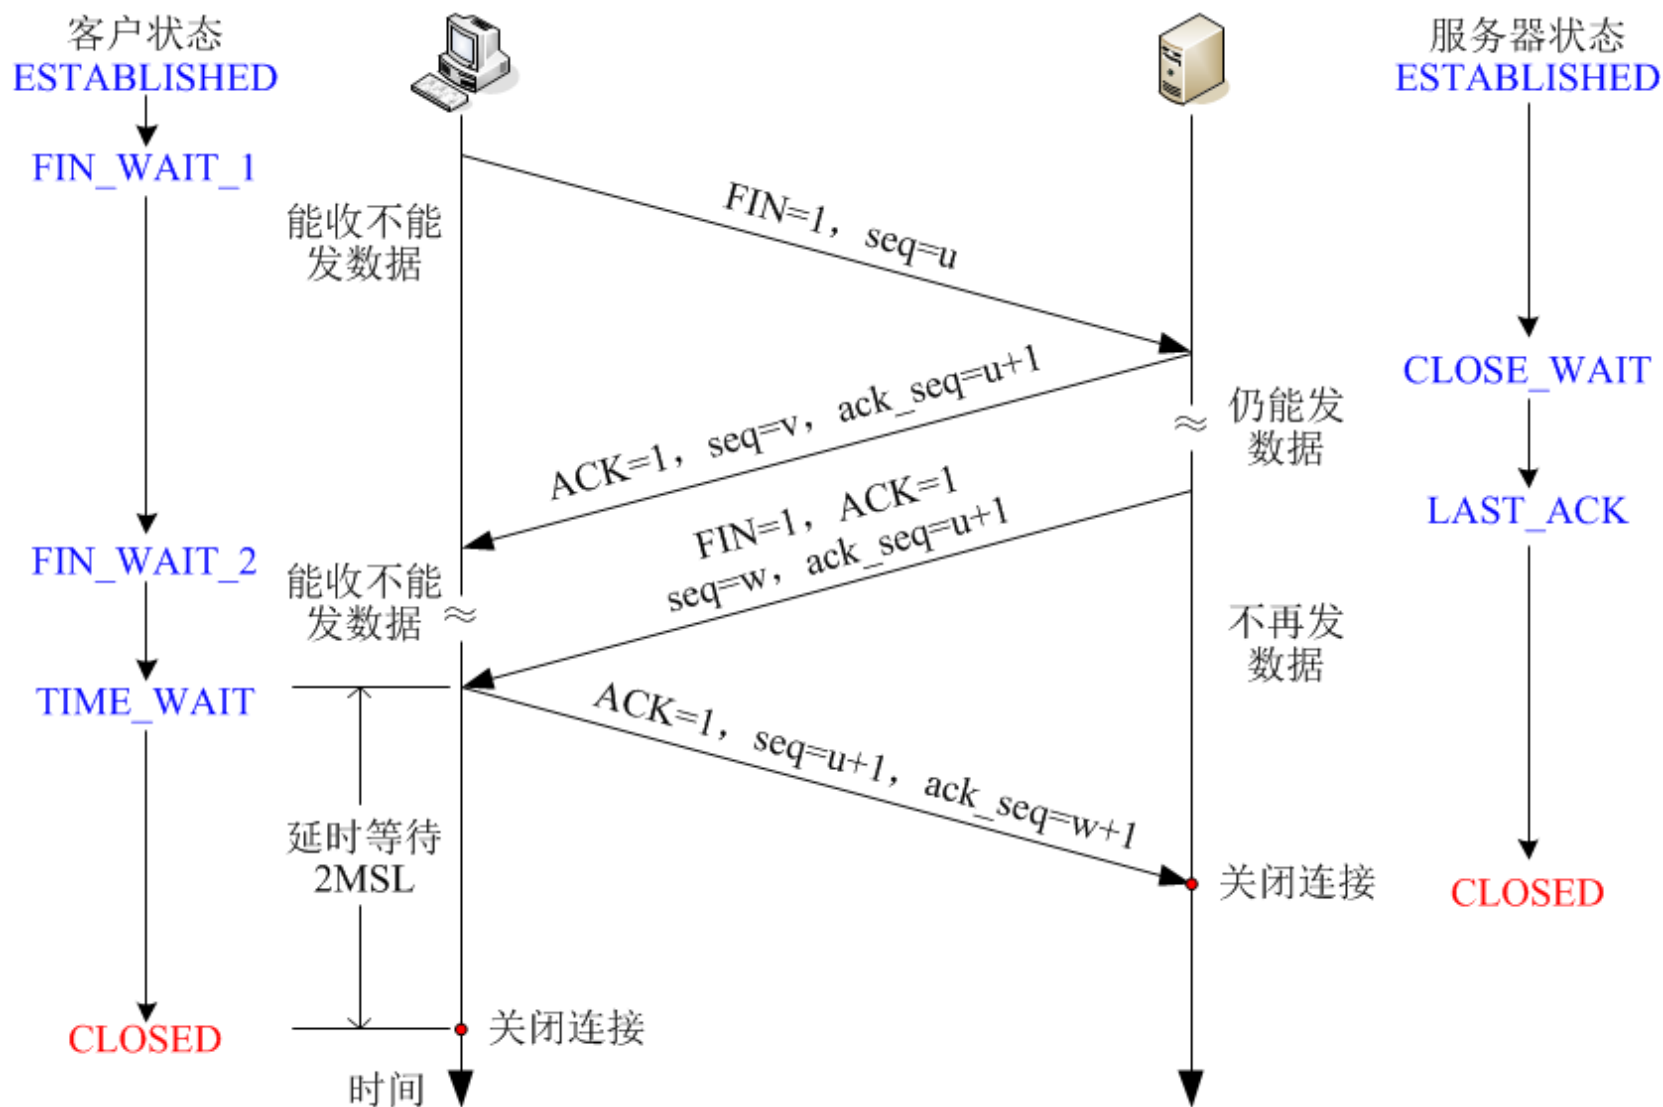 客户状态
ESTABLISHED
服务器状态
ESTABLISHED
FIN_WAIT_1
能收不能
发数据
FIN=1，seq=u
CLOSE_WAIT
ACK=1，seq=v，ack_seq=u+1
仍能发
数据
FIN=1，ACK=1
seq=w，ack_seq=u+1
LAST_ACK
FIN_WAIT_2
能收不能
发数据
≈
≈
不再发
数据
TIME_WAIT
ACK=1，seq=u+1，ack_seq=w+1
延时等待
2MSL
关闭连接
CLOSED
CLOSED
关闭连接
时间